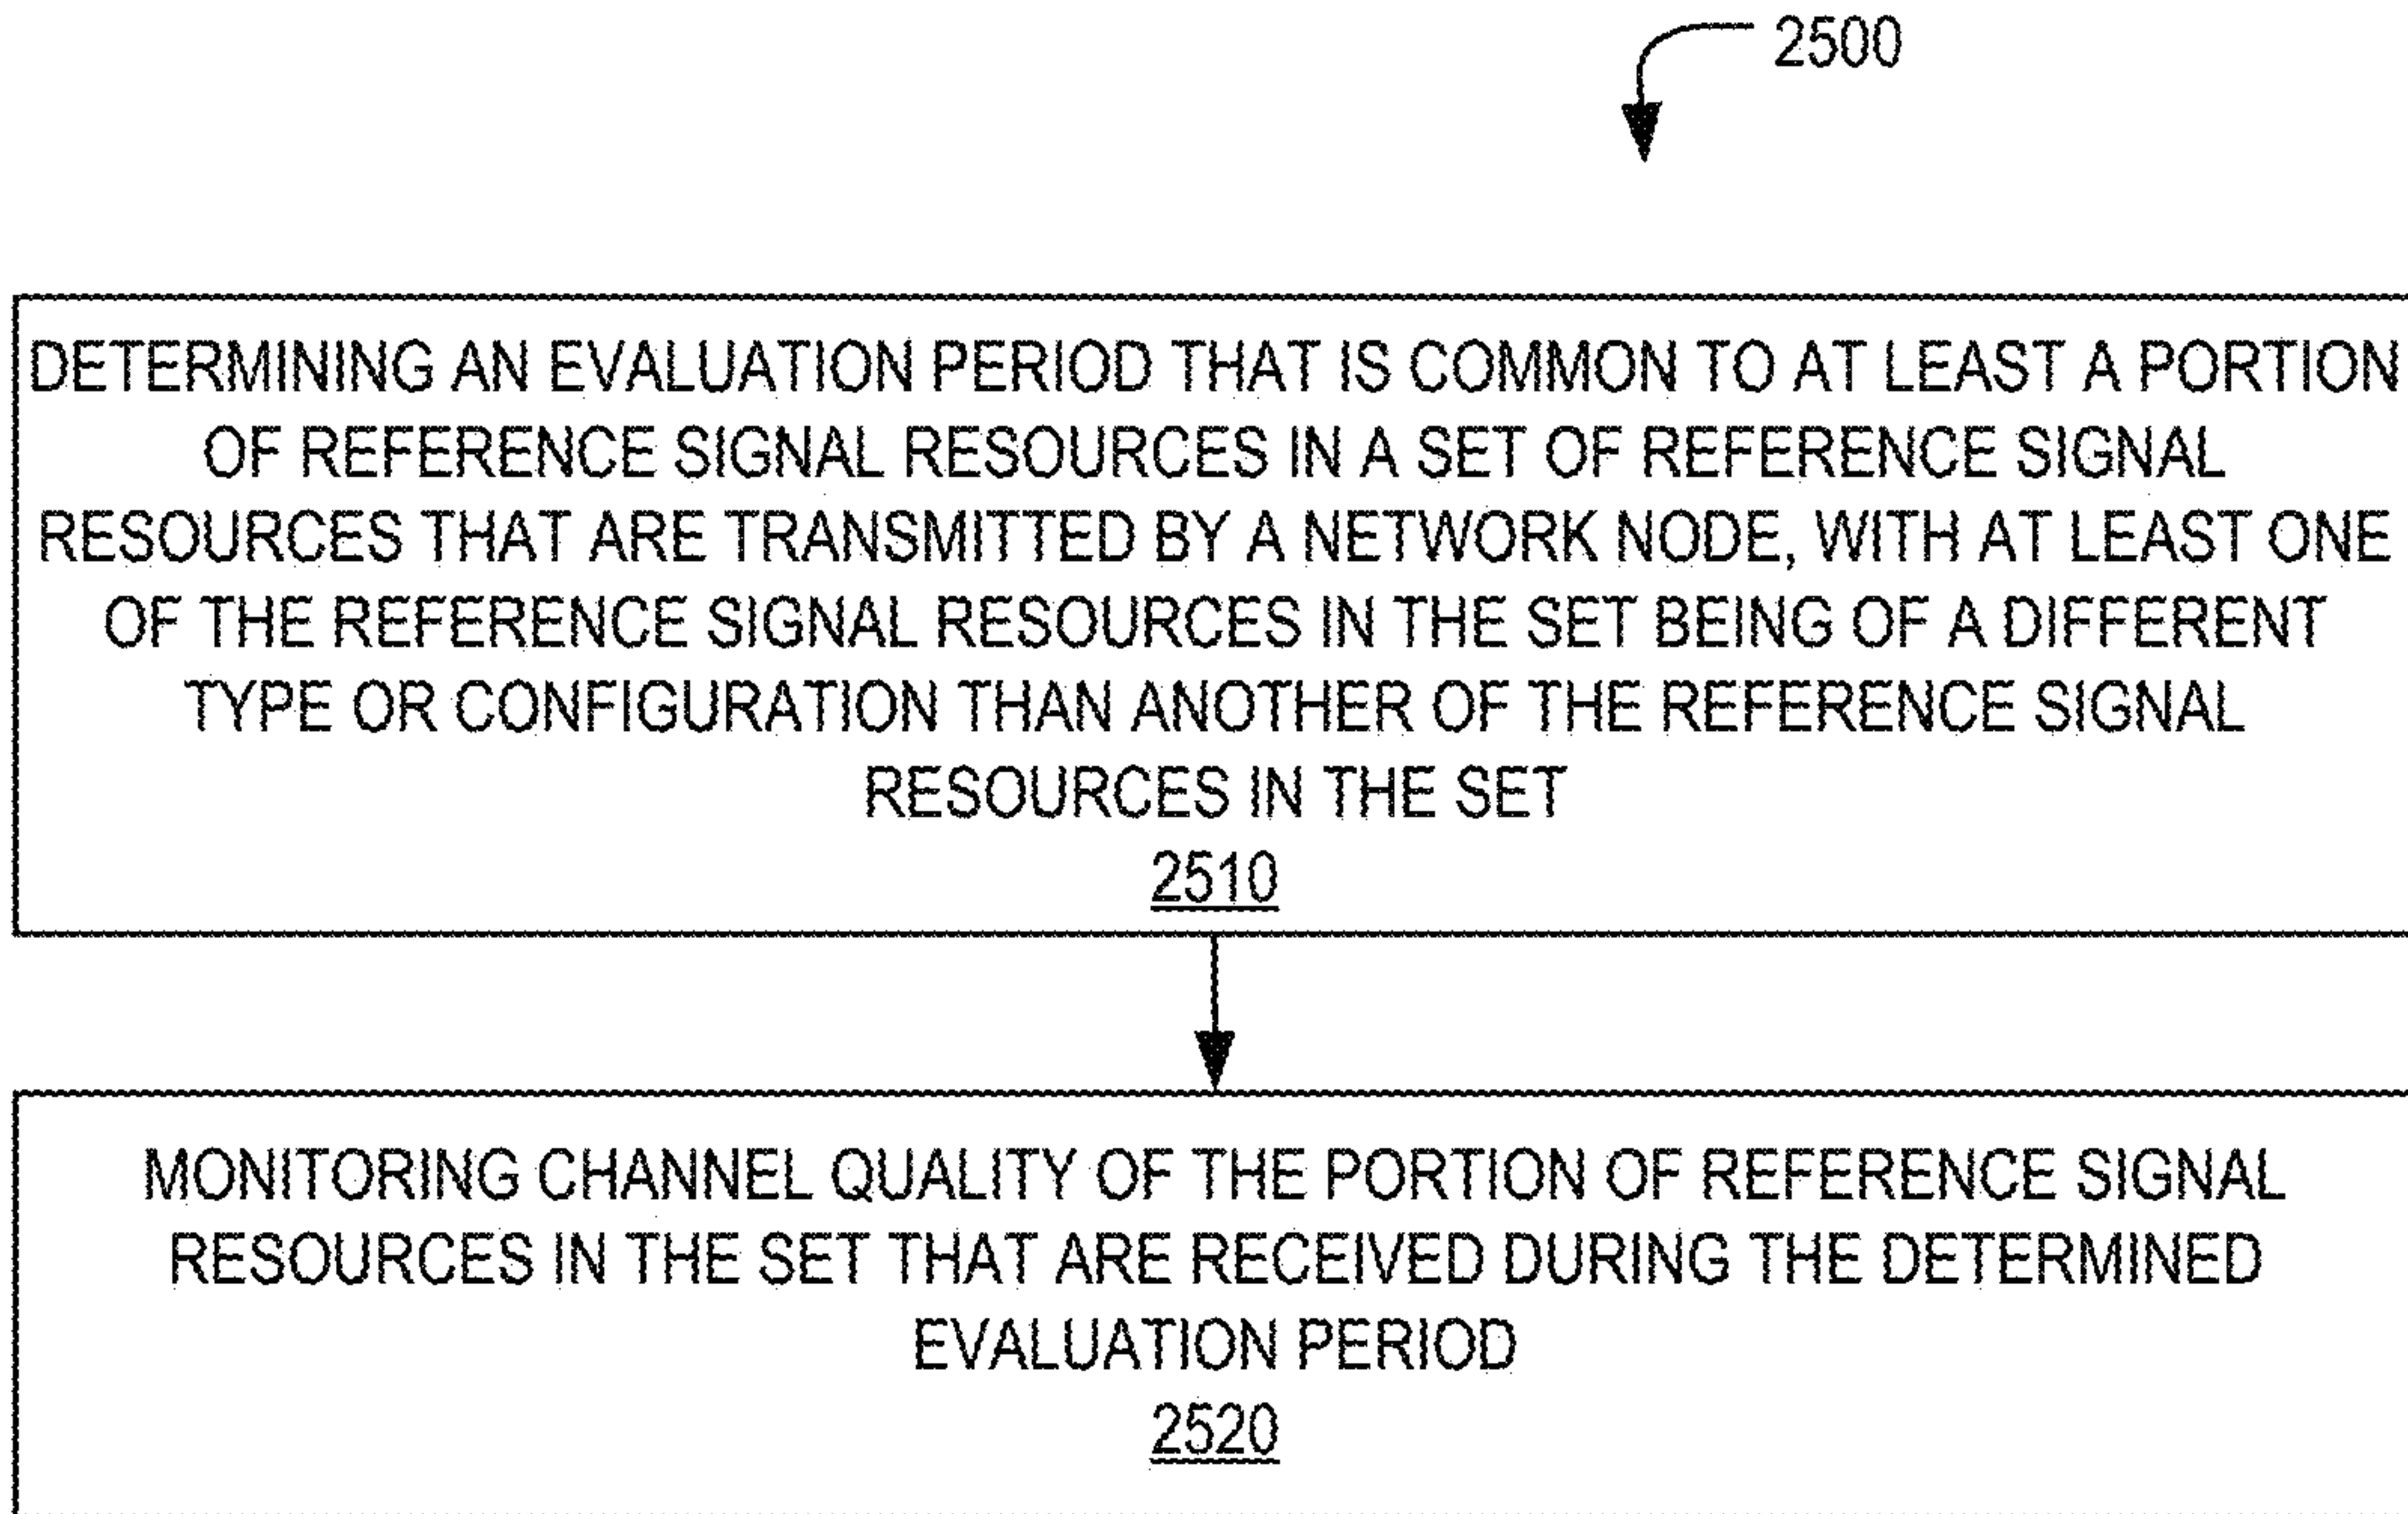 2500
DETERMINING AN EVALUATION PERIOD THAT IS COMMON TO AT LEAST A PORTION
OF REFERENCE SIGNAL RESOURCES IN A SET OF REFERENCE SIGNAL
RESOURCES THAT ARE TRANSMITTED BY A NETWORK NODE, WITH AT LEAST ONE
OF THE REFERENCE SIGNAL RESOURCES IN THE SET BEING OF A DIFFERENT
TYPE OR CONFIGURATION THAN ANOTHER OF THE REFERENCE SIGNAL
RESOURCES IN THE SET
2510
MONITORING CHANNEL QUALITY OF THE PORTION OF REFERENCE SIGNAL
RESOURCES IN THE SET THAT ARE RECEIVED DURING THE DETERMINED
EVALUATION PERIOD
2520